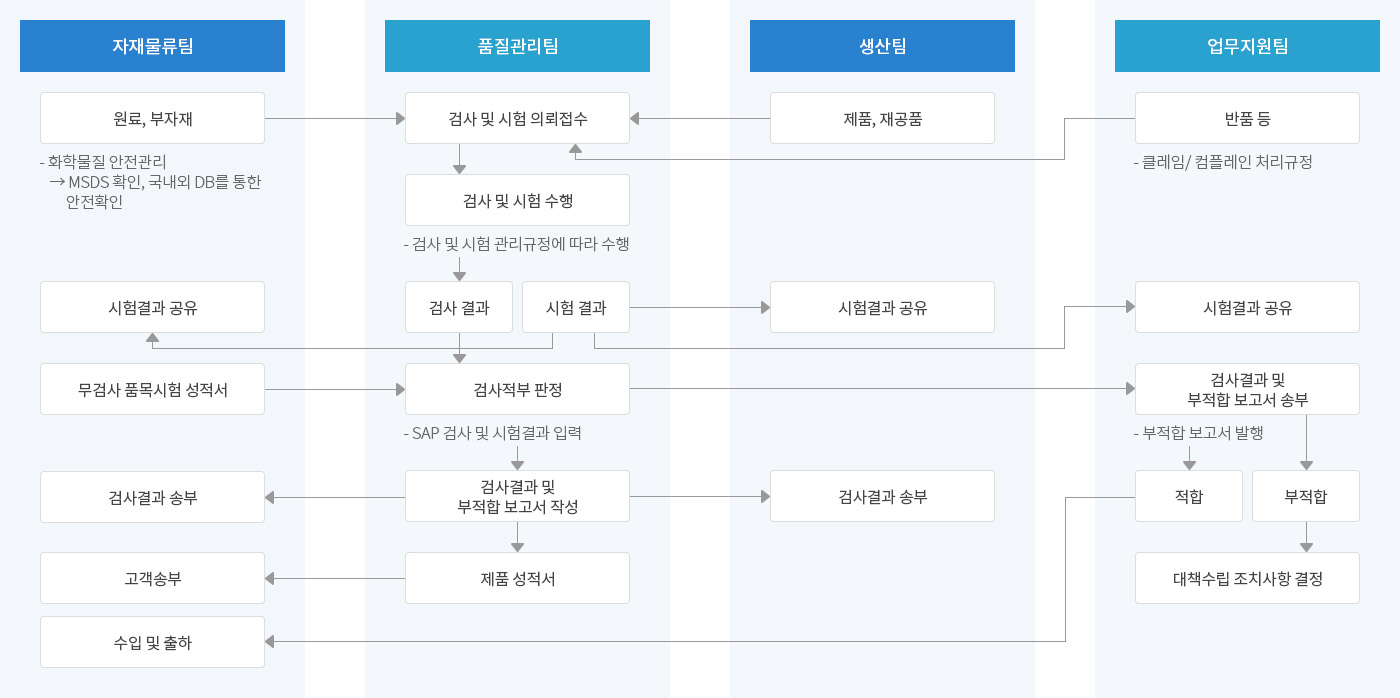 자재물류팀
품질관리팀
생산팀
업무지원팀
원료, 부자재
검사 및 시험 의뢰접수
제품, 재공품
반품 등
- 화학물질 안전관리
→ MSDS 확인, 국내외 DB를 통한
안전확인
- 클레임/ 컴플레인 처리규정
검사 및 시험 수행
- 검사 및 시험 관리규정에 따라 수행
시험결과 공유
검사 결과
시험 결과
시험결과 공유
시험결과 공유
무검사 품목시험 성적서
검사적부 판정
검사결과 및
부적합 보고서 송부
- SAP 검사 및 시험결과 입력
- 부적합 보고서 발행
검사결과 송부
검사결과 및
부적합 보고서 작성
검사결과 송부
적합
부적합
고객송부
제품 성적서
대책수립 조치사항 결정
수입 및 출하